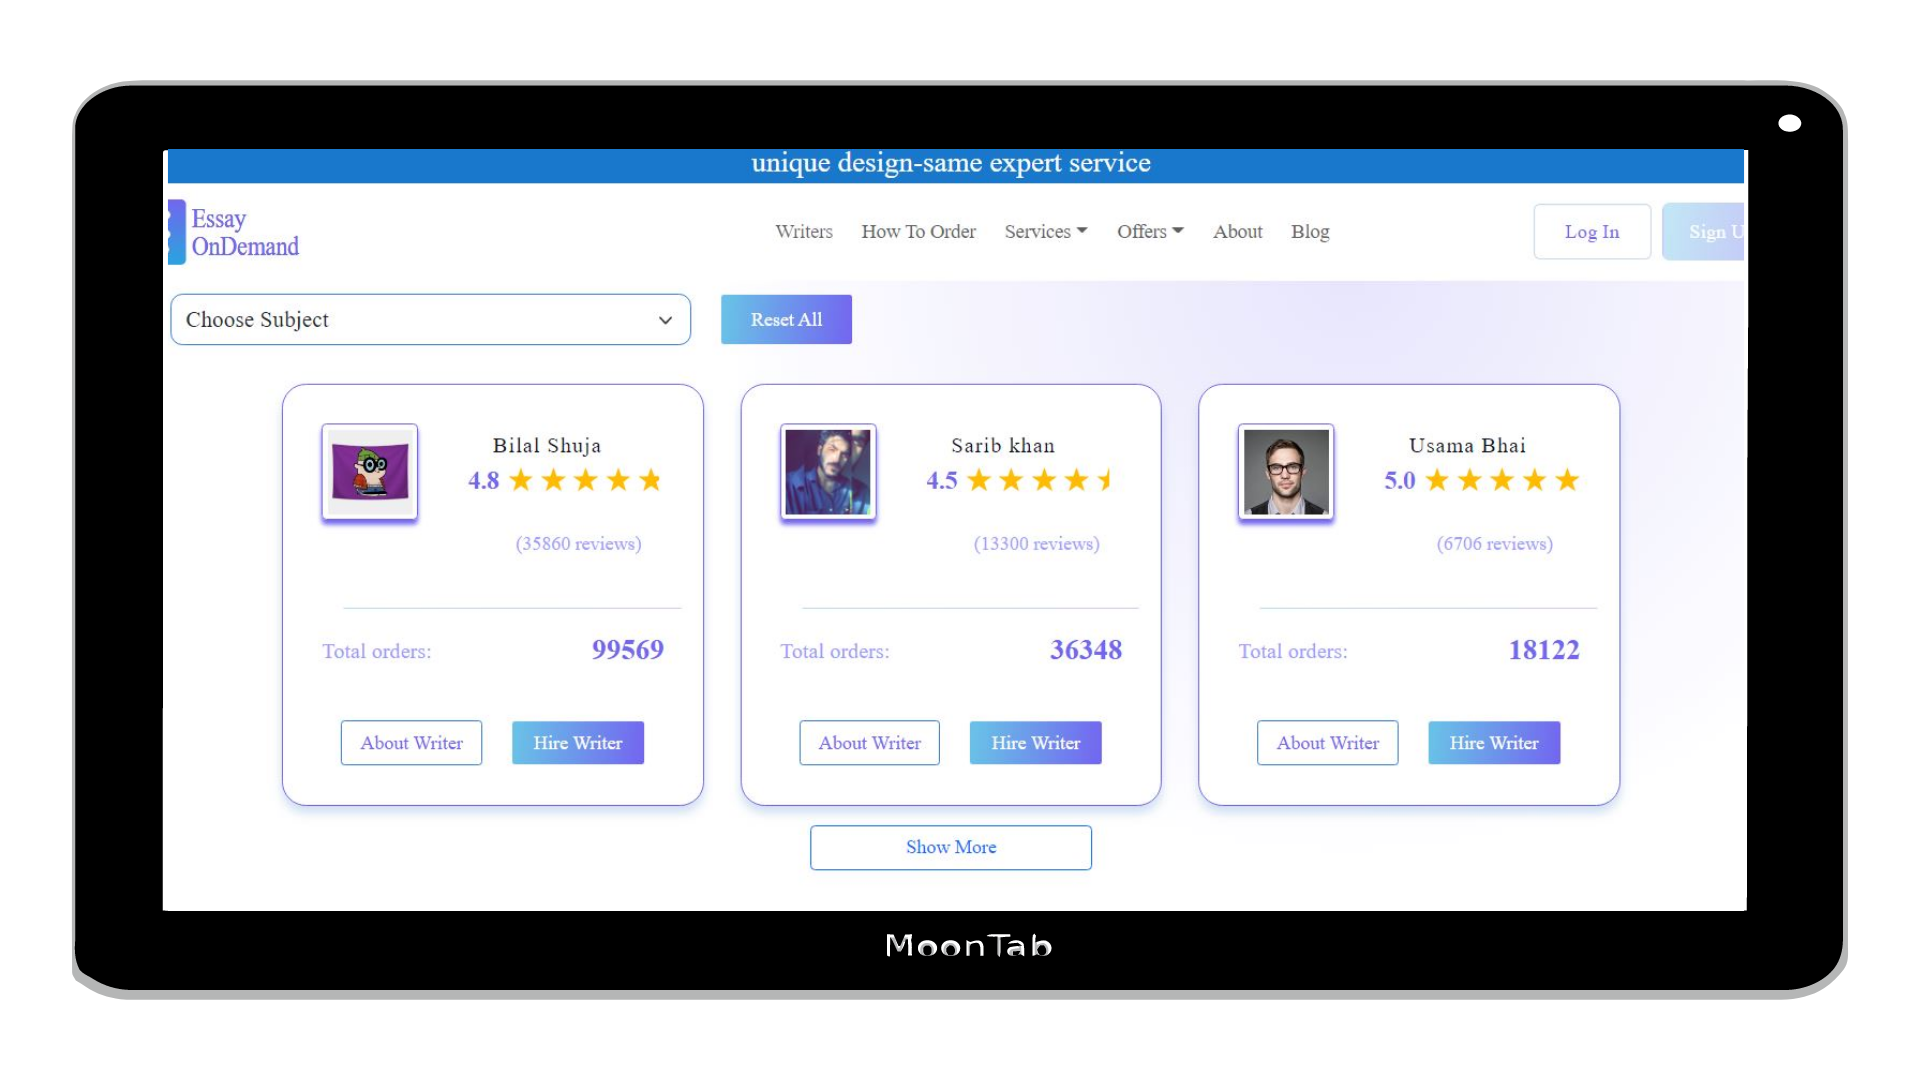 unique design-same expert service
Essay
OnDemand
Writers How To Order Services Offers About Blog Log In Sign U
Choose Subject Reset All
Bilal Shuja
4.8
(35860 reviews)
Total orders: 99569
About Writer Hire Writer
Sarib khan
4.5
(13300 reviews)
Total orders: 36348
About Writer Hire Writer
Usama Bhai
5.0
(6706 reviews)
Total orders: 18122
About Writer Hire Writer
Show More
MoonTab